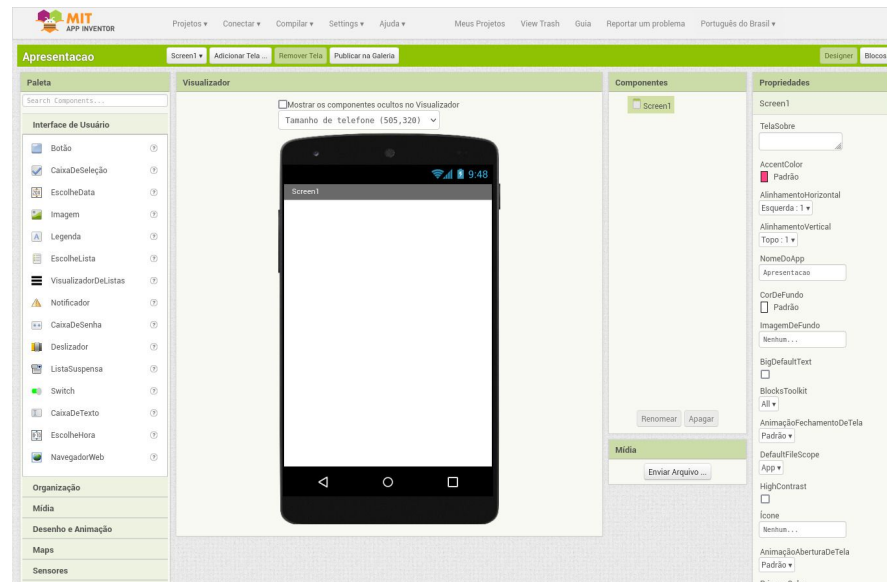 MIT
APP INVENTOR
Projetos ▾ Conectar ▾ Compilar ▾ Settings ▾ Ajuda ▾ Meus Projetos View Trash Guia Reportar um problema Português do Brasil ▾
Apresentacao Screen1 ▾ Adicionar Tela ... Remover Tela Publicar na Galeria Designer Blocos
Paleta
Search Components...
Interface de Usuário
Botão
CaixaDeSeleção
EscolheData
Imagem
Legenda
EscolheLista
VisualizadorDeListas
Notificador
CaixaDeSenha
Deslizador
ListaSuspensa
Switch
CaixaDeTexto
EscolheHora
NavegadorWeb
Organização
Mídia
Desenho e Animação
Maps
Sensores
Visualizador
Mostrar os componentes ocultos no Visualizador
Tamanho de telefone (505,320)
9:48
Screen1
Componentes
Screen1
Renomear Apagar
Mídia
Enviar Arquivo ...
Propriedades
Screen1
TelaSobre
AccentColor
Padrão
AlinhamentoHorizontal
Esquerda : 1 ▾
AlinhamentoVertical
Topo : 1 ▾
NomeDoApp
Apresentacao
CorDeFundo
Padrão
ImagemDeFundo
Nenhum...
BigDefaultText
BlocksToolkit
All ▾
AnimaçãoFechamentoDeTela
Padrão ▾
DefaultFileScope
App ▾
HighContrast
Ícone
Nenhum...
AnimaçãoAberturaDeTela
Padrão ▾